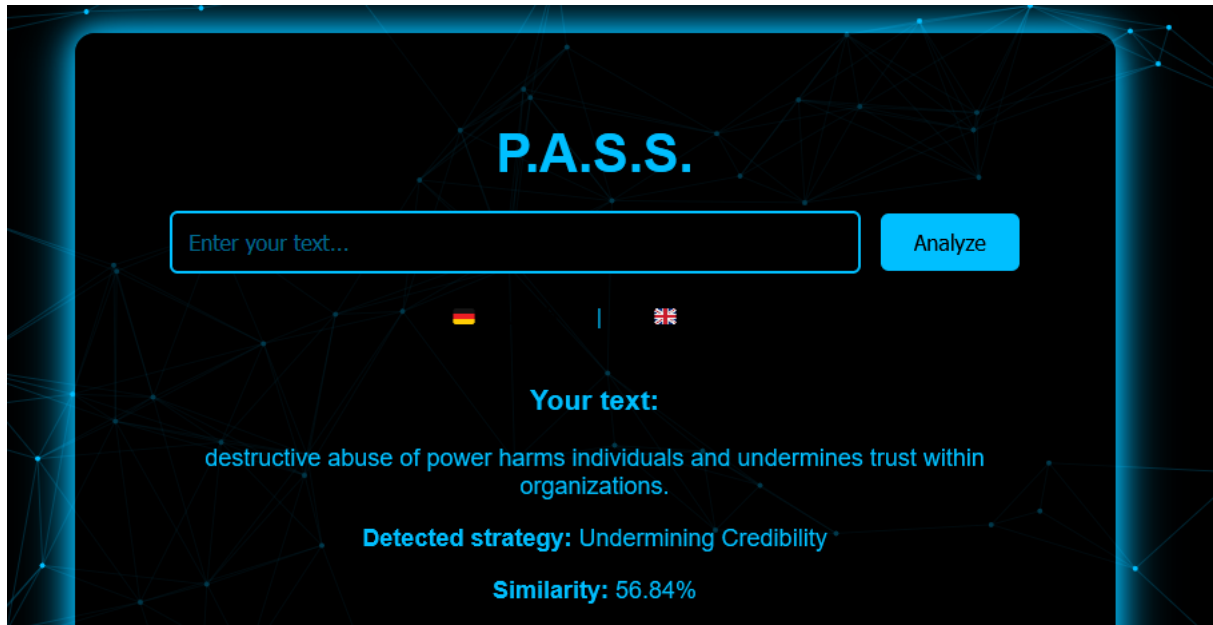 P.A.S.S.
Enter your text...
Analyze
|
Your text:
destructive abuse of power harms individuals and undermines trust within
organizations.
Detected strategy: Undermining Credibility
Similarity: 56.84%